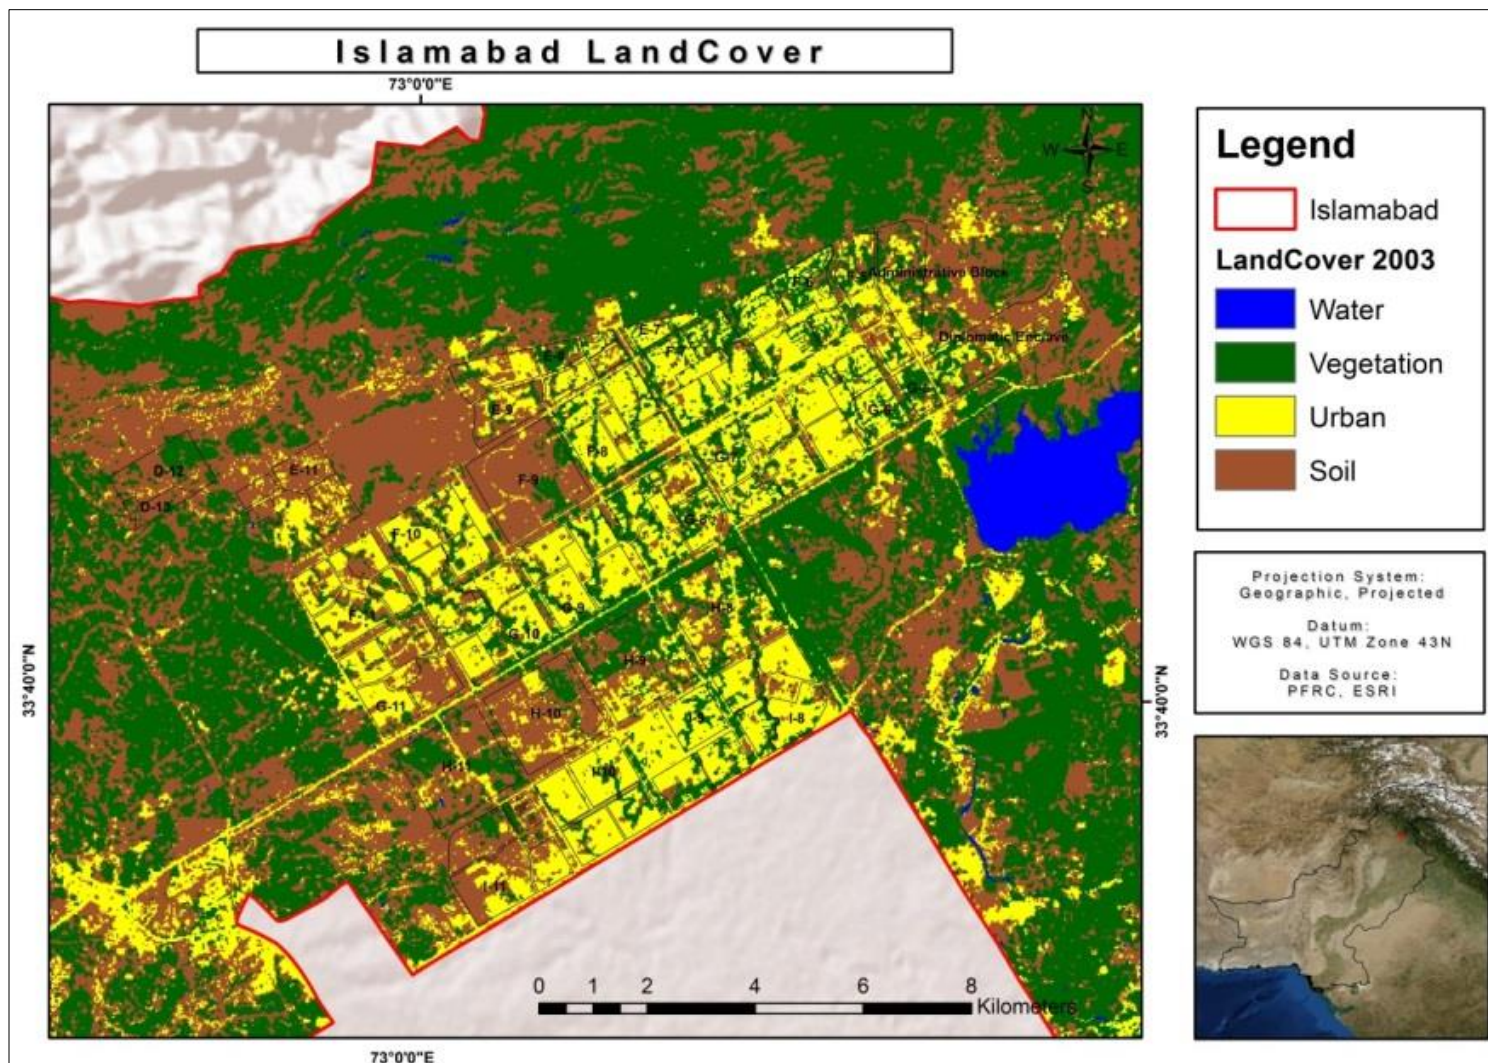 Islamabad LandCover
73°0'0"E
N
W E
S
Legend
Islamabad
LandCover 2003
Water
Vegetation
Urban
Soil
Administrative Block
Diplomatic Enclave
E-7
F-7
E-9
F-8
F-9
D-12
E-11
D-13
F-10
G-9
G-10
H-8
H-9
G-11
H-10
I-9
I-8
H-11
I-10
I-11
33°40'0"N
33°40'0"N
Projection System:
Geographic, Projected
Datum:
WGS 84, UTM Zone 43N
Data Source:
PFRC, ESRI
0 1 2 4 6 8
Kilometers
73°0'0"E